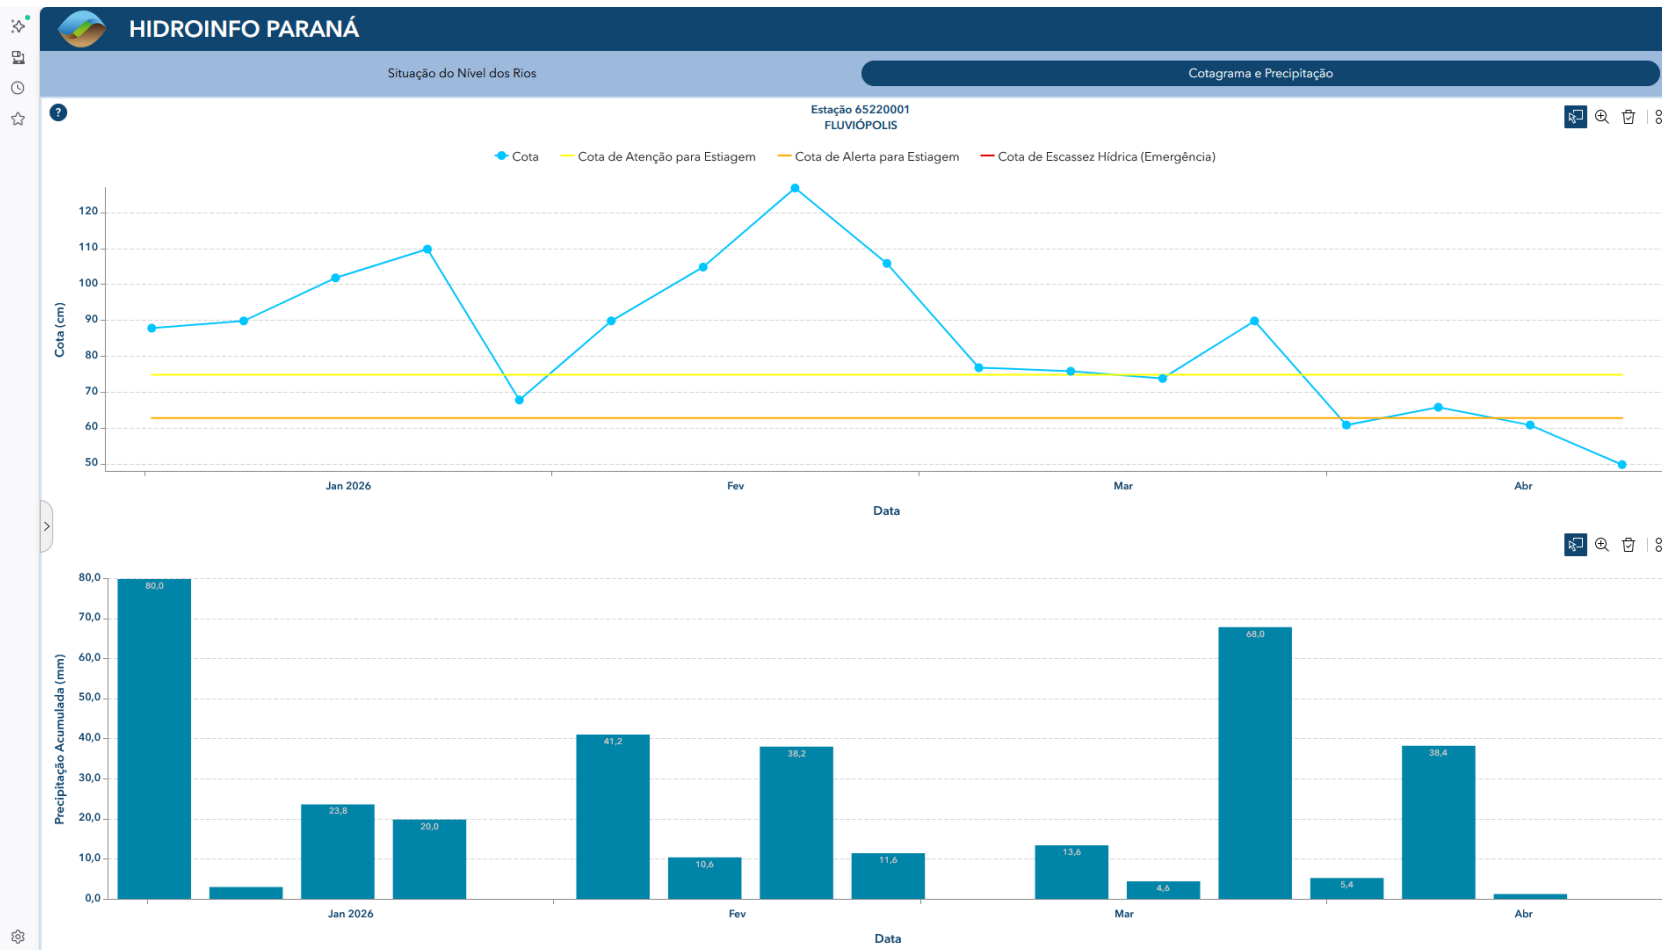 HIDROINFO PARANÁ
Situação do Nível dos Rios
Cotagrama e Precipitação
?
Estação 65220001
FLUVIÓPOLIS
Cota
Cota de Atenção para Estiagem
Cota de Alerta para Estiagem
Cota de Escassez Hídrica (Emergência)
Cota (cm)
120
110
100
90
80
70
60
50
Jan 2026
Fev
Mar
Abr
Data
Precipitação Acumulada (mm)
80,0
70,0
60,0
50,0
40,0
30,0
20,0
10,0
0,0
80,0
23,8
20,0
41,2
10,6
38,2
11,6
13,6
4,6
68,0
5,4
38,4
Jan 2026
Fev
Mar
Abr
Data